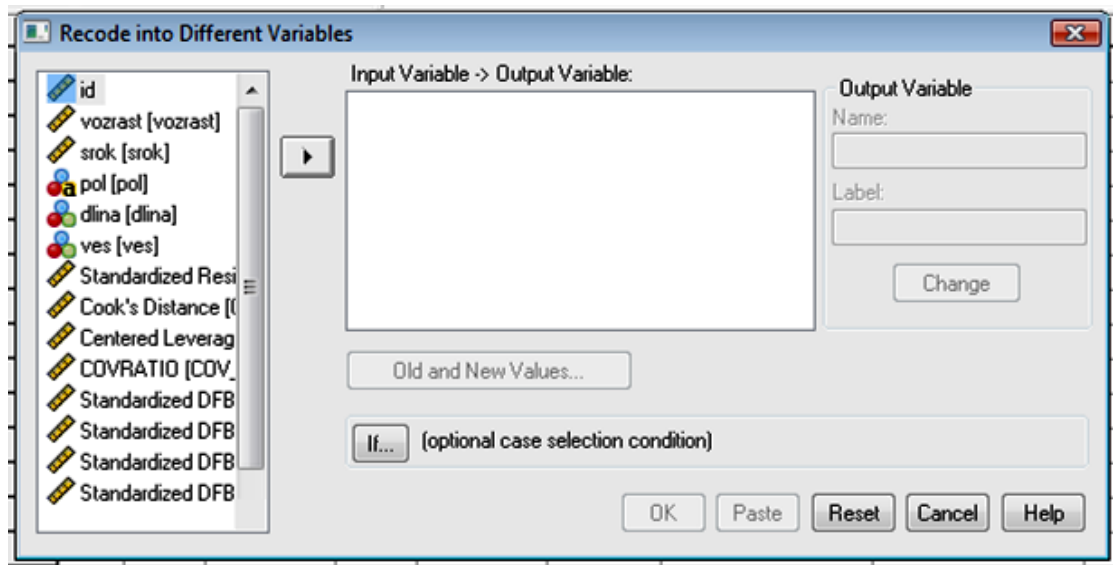 Recode into Different Variables
id
vozrast [vozrast]
srok [srok]
pol [pol]
dlina [dlina]
ves [ves]
Standardized Resi
Cook's Distance [C
Centered Leverag
COVRATIO [COV_
Standardized DFB
Standardized DFB
Standardized DFB
Standardized DFB
Input Variable -> Output Variable:
Old and New Values...
If... (optional case selection condition)
Output Variable
Name:
Label:
Change
OK Paste Reset Cancel Help